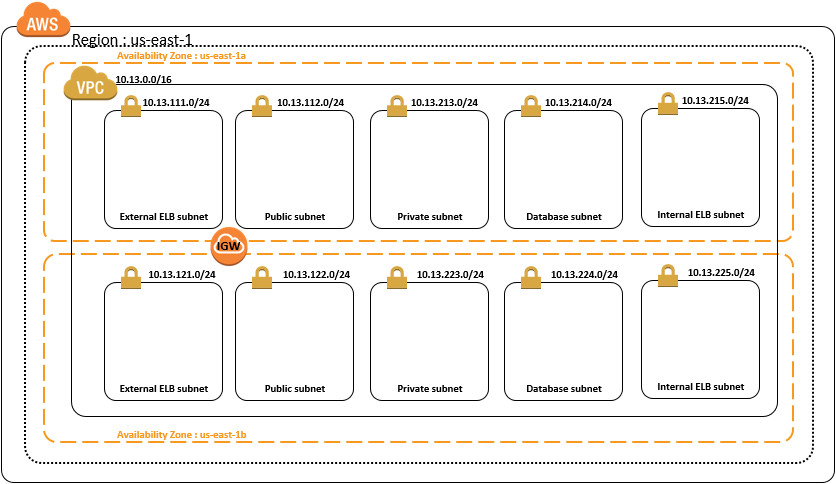 AWS
Region : us-east-1
Availability Zone : us-east-1a
VPC
10.13.0.0/16
10.13.111.0/24
10.13.112.0/24
10.13.213.0/24
10.13.214.0/24
10.13.215.0/24
External ELB subnet
Public subnet
Private subnet
Database subnet
Internal ELB subnet
IGW
10.13.121.0/24
10.13.122.0/24
10.13.223.0/24
10.13.224.0/24
10.13.225.0/24
External ELB subnet
Public subnet
Private subnet
Database subnet
Internal ELB subnet
Availability Zone : us-east-1b